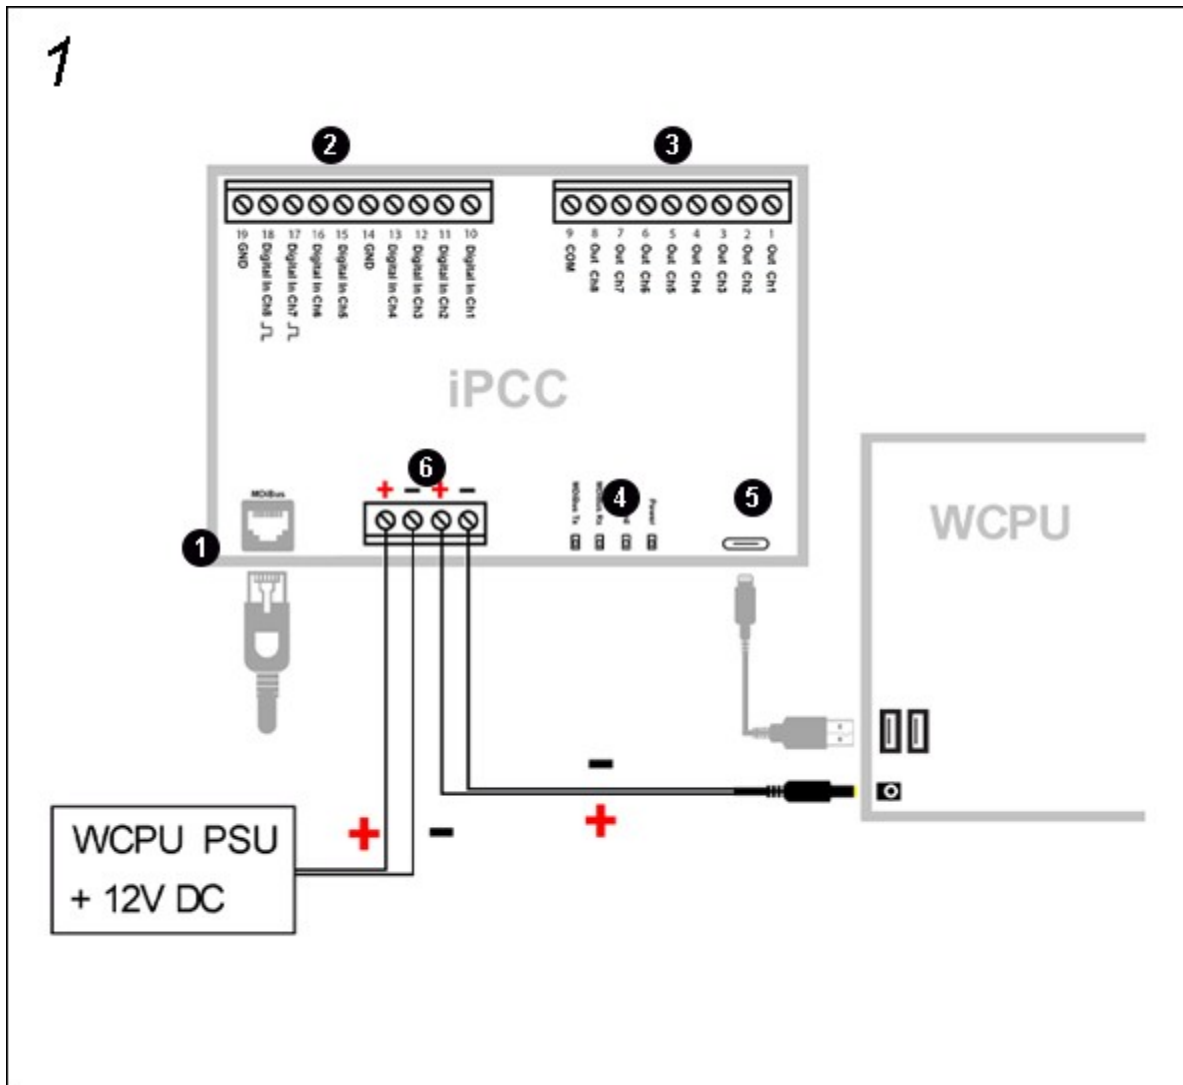 1
2
3
19 GND
18 Digital In Ch8
17 Digital In Ch7
16 Digital In Ch6
15 Digital In Ch5
14 GND
13 Digital In Ch4
12 Digital In Ch3
11 Digital In Ch2
10 Digital In Ch1
9 COM
8 Out Ch8
7 Out Ch7
6 Out Ch6
5 Out Ch5
4 Out Ch4
3 Out Ch3
2 Out Ch2
1 Out Ch1
iPCC
6
+ - + -
MDiBus
MDiBus Tx
MDiBus Rx
4
Power
5
1
WCPU
-
+
+ -
WCPU PSU
+ 12V DC